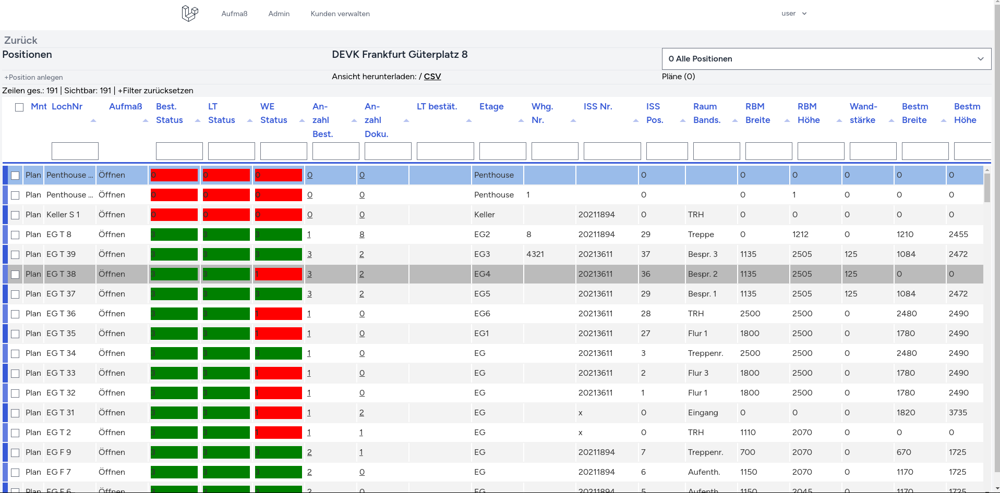 Aufmaß Admin Kunden verwalten user
Zurück
Positionen DEVK Frankfurt Güterplatz 8 0 Alle Positionen
+Position anlegen Ansicht herunterladen: / CSV Pläne (0)
Zeilen ges.: 191 | Sichtbar: 191 | +Filter zurücksetzen
Mnt LochNr Aufmaß Best. LT WE An- An- LT bestät. Etage Whg. ISS Nr. ISS Raum RBM RBM Wand- Bestm Bestm
Status Status Status zahl zahl Nr. Pos. Bands. Breite Höhe stärke Breite Höhe
Best. Doku.
Plan Penthouse ... Öffnen 0 0 0 0 0 Penthouse 0 0 0 0 0 0
Plan Penthouse ... Öffnen 0 0 0 0 0 Penthouse 1 0 0 1 0 0 0
Plan Keller S 1 Öffnen 0 0 0 0 0 Keller 20211894 0 TRH 0 0 0 0 0
Plan EG T 8 Öffnen 3 3 3 1 8 EG2 8 20211894 29 Treppe 0 1212 0 1210 2455
Plan EG T 39 Öffnen 3 3 3 3 2 EG3 4321 20213611 37 Bespr. 3 1135 2505 125 1084 2472
Plan EG T 38 Öffnen 3 3 1 3 2 EG4 20213611 36 Bespr. 2 1135 2505 125 0 0
Plan EG T 37 Öffnen 3 3 3 3 2 EG5 20213611 29 Bespr. 1 1135 2505 125 1084 2472
Plan EG T 36 Öffnen 3 3 1 1 0 EG6 20213611 28 TRH 2500 2500 0 2480 2490
Plan EG T 35 Öffnen 3 3 1 1 0 EG1 20213611 27 Flur 1 1800 2500 0 1780 2490
Plan EG T 34 Öffnen 3 3 3 1 0 EG 20213611 3 Treppenr. 2500 2500 0 2480 2490
Plan EG T 33 Öffnen 3 3 1 1 0 EG 20213611 2 Flur 3 1800 2500 0 1780 2490
Plan EG T 32 Öffnen 3 3 1 1 0 EG 20213611 1 Flur 1 1800 2500 0 1780 2490
Plan EG T 31 Öffnen 3 3 1 1 2 EG x 0 Eingang 0 0 0 1820 3735
Plan EG T 2 Öffnen 3 3 1 1 1 EG x 0 TRH 1110 2070 0 0 0
Plan EG F 9 Öffnen 3 3 3 2 1 EG 20211894 7 Treppenr. 700 2070 0 670 1725
Plan EG F 7 Öffnen 3 3 3 2 0 EG 20211894 6 Aufenth. 1150 2070 0 1170 1725
Plan EG F 6 Öffnen 3 3 3 2 0 EG 20211894 5 Aufenth. 1150 2045 0 1170 1725